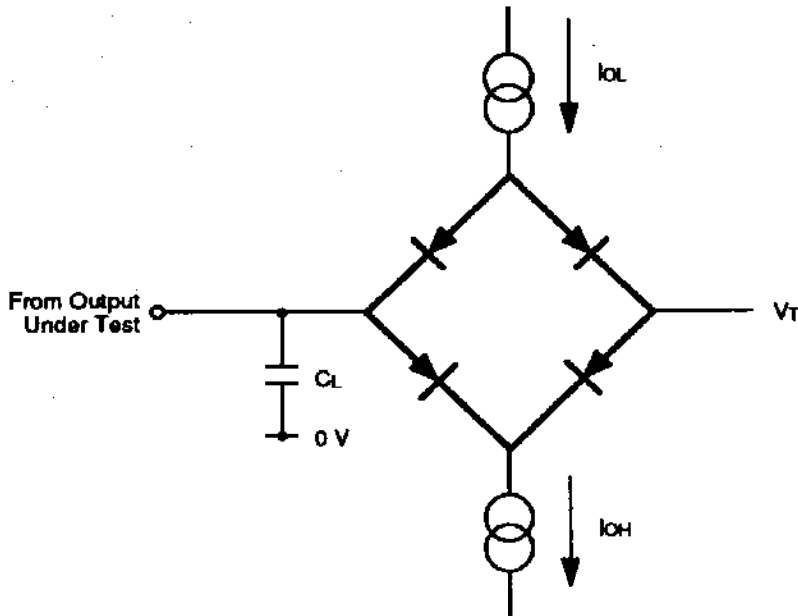 IOL
From Output
Under Test
VT
CL
0 V
IOH